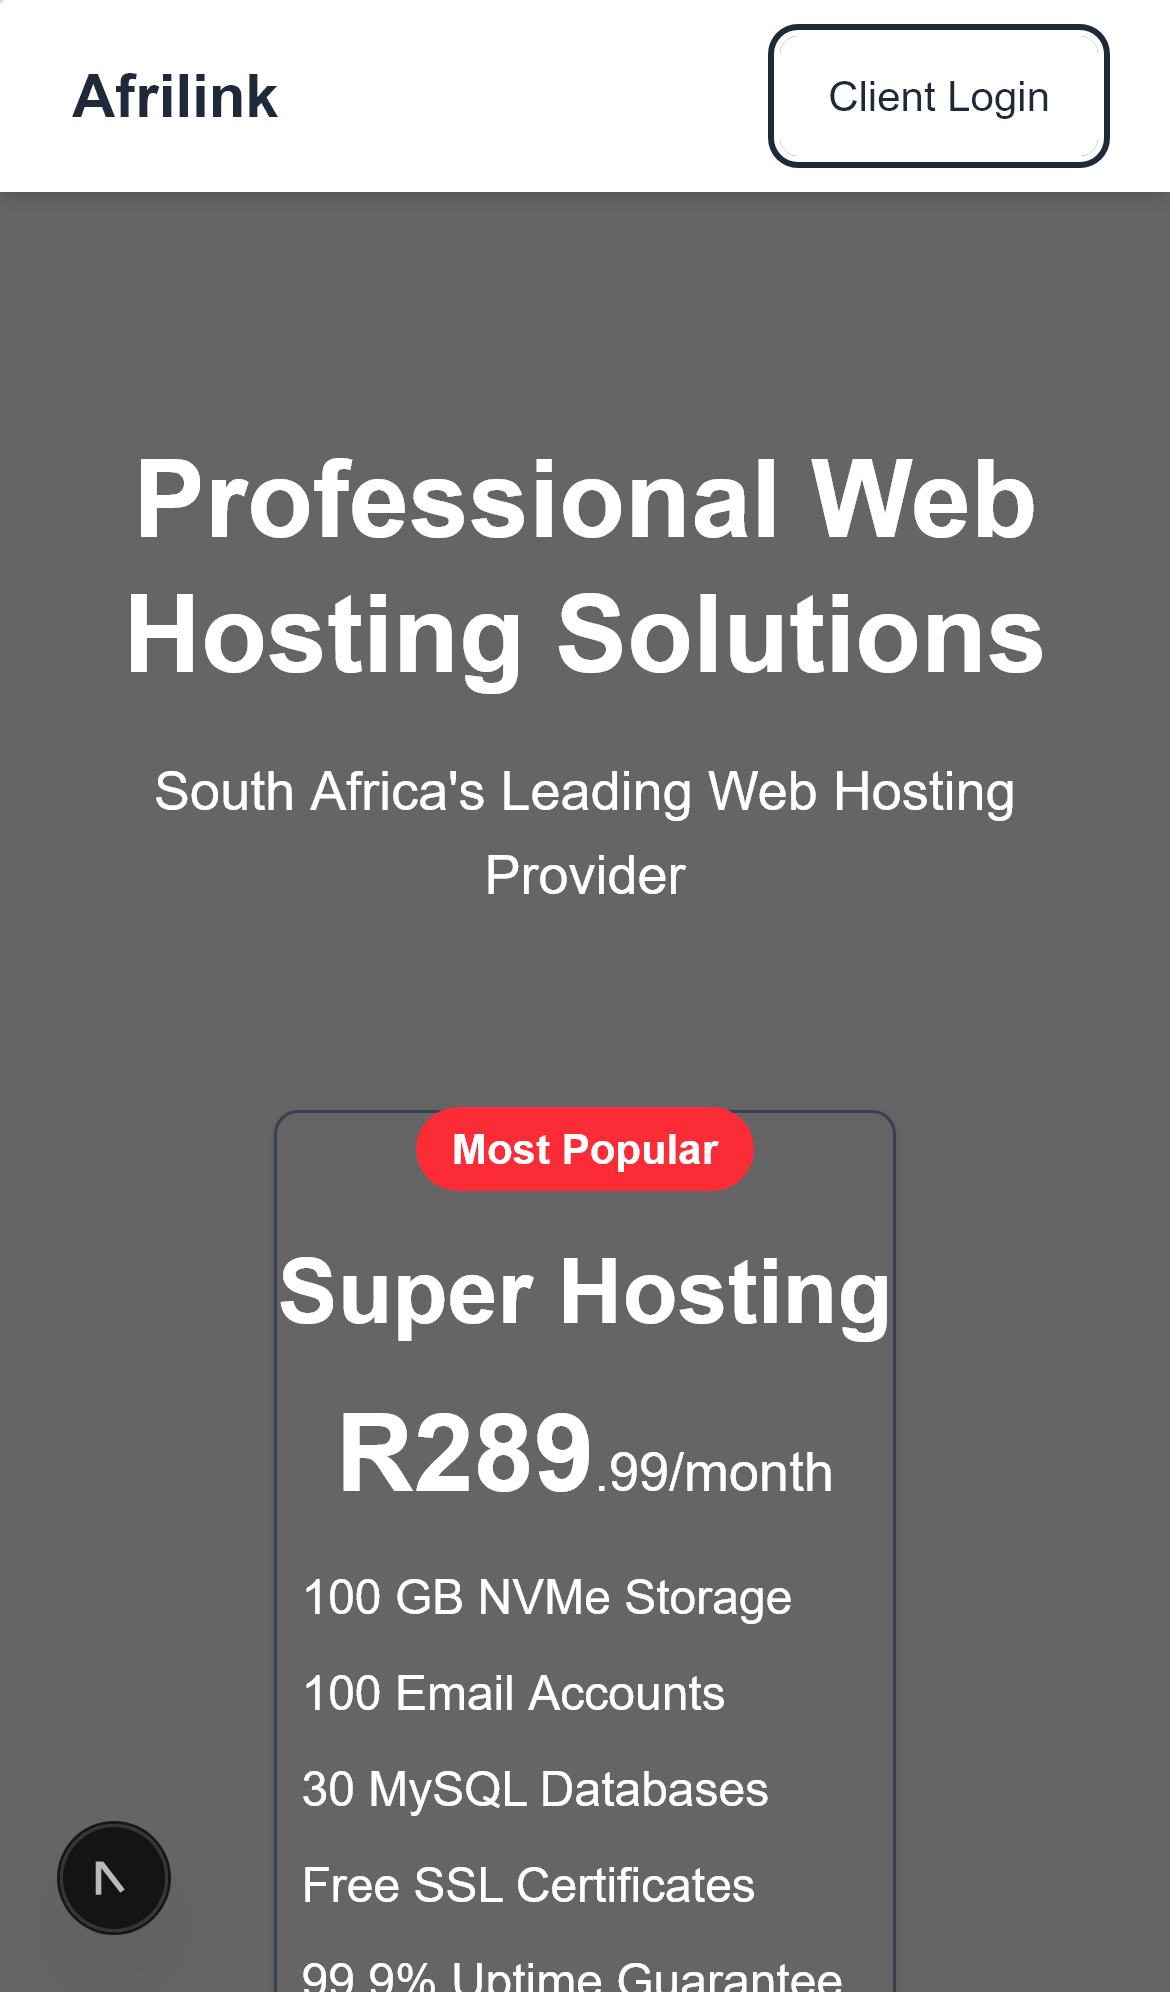 Afrilink
Client Login
Professional Web
Hosting Solutions
South Africa's Leading Web Hosting
Provider
Most Popular
Super Hosting
R289.99/month
100 GB NVMe Storage
100 Email Accounts
30 MySQL Databases
Free SSL Certificates
99.9% Uptime Guarantee